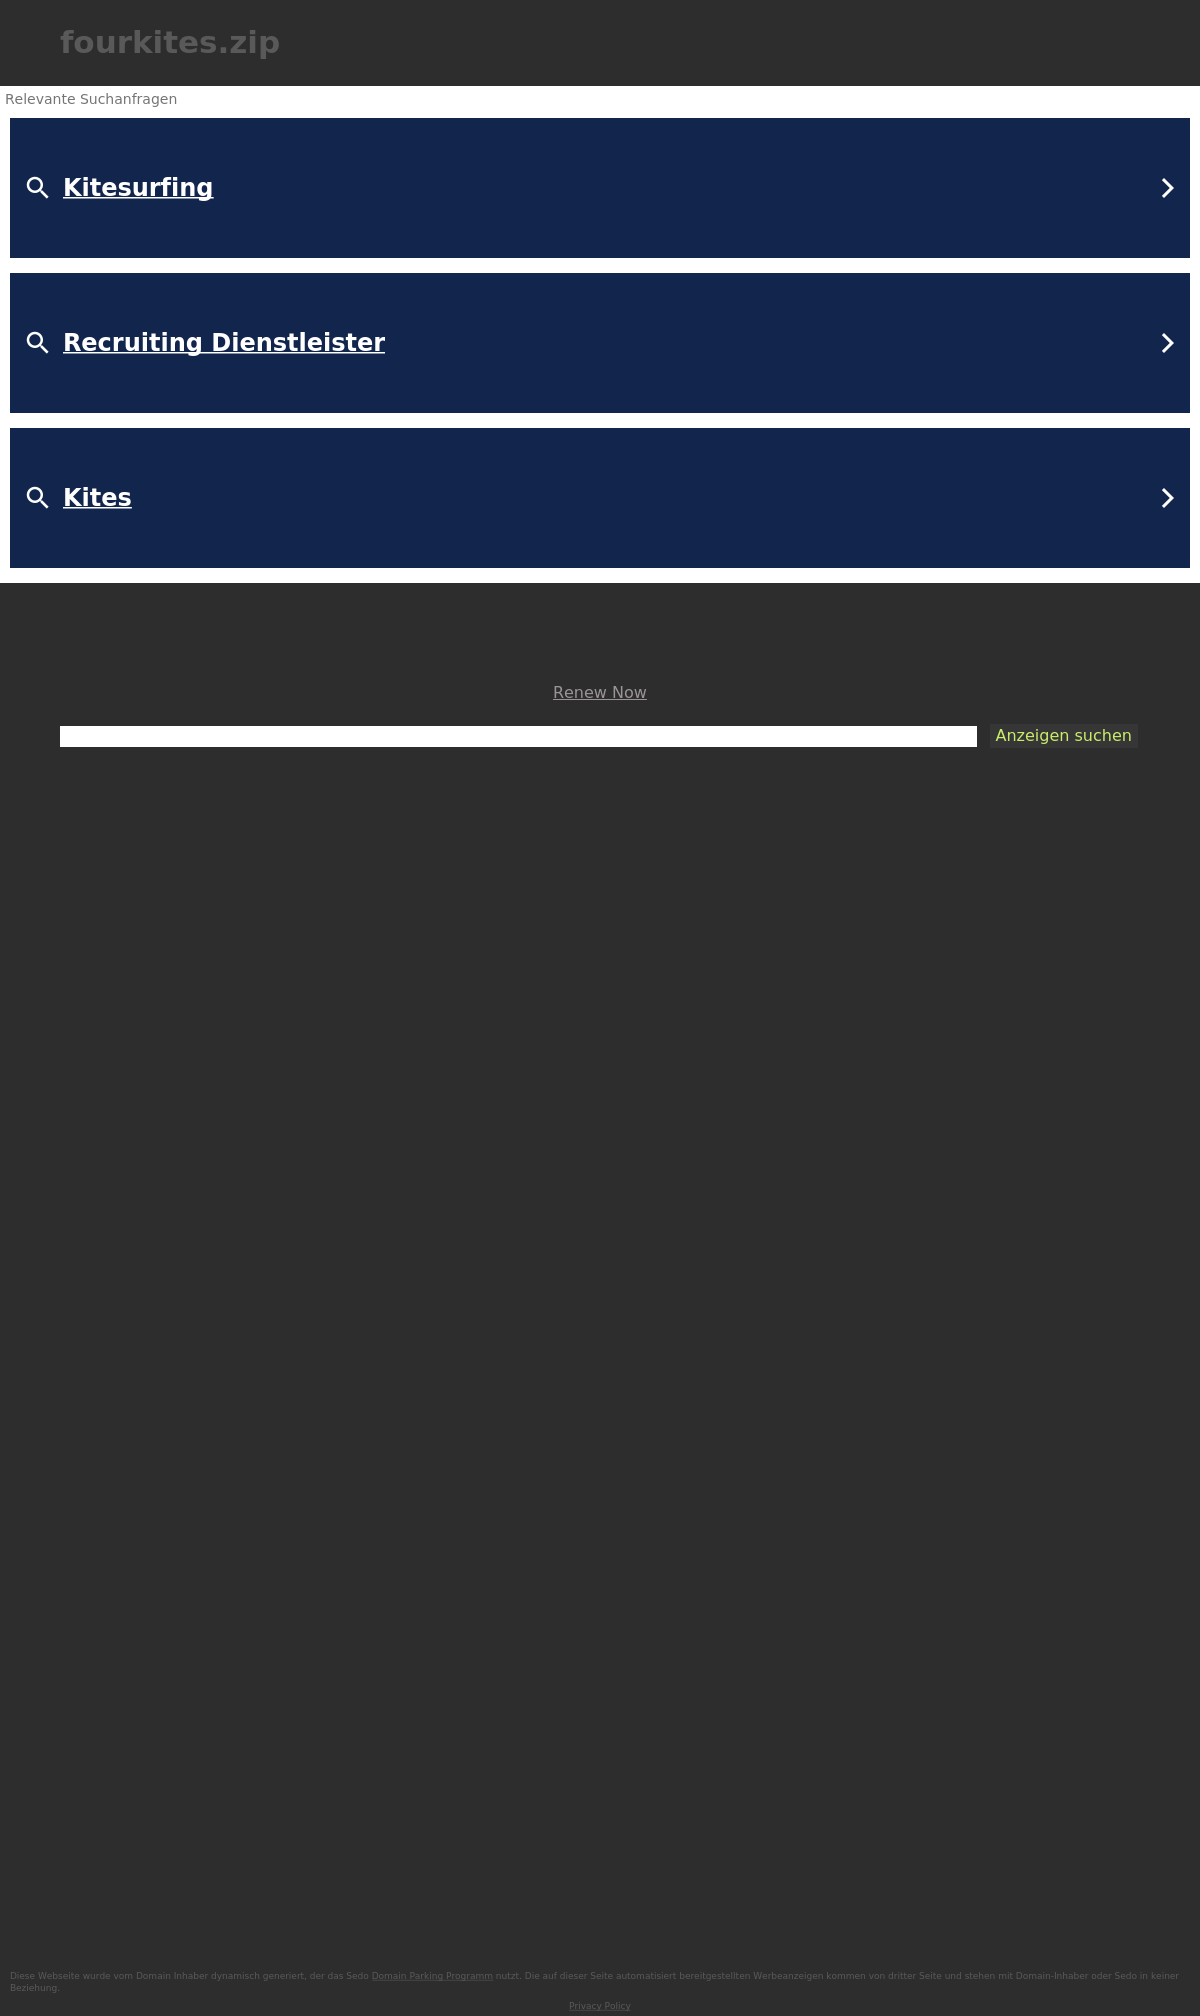 fourkites.zip
Relevante Suchanfragen
Kitesurfing
Recruiting Dienstleister
Kites
Renew Now
Anzeigen suchen
Diese Webseite wurde vom Domain Inhaber dynamisch generiert, der das Sedo Domain Parking Programm nutzt. Die auf dieser Seite automatisiert bereitgestellten Werbeanzeigen kommen von dritter Seite und stehen mit Domain-Inhaber oder Sedo in keiner
Beziehung.
Privacy Policy